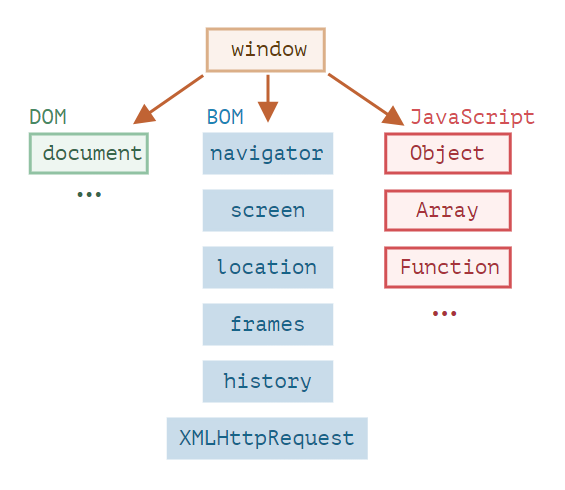 window
DOM
document
...
BOM
navigator
screen
location
frames
history
XMLHttpRequest
JavaScript
Object
Array
Function
...